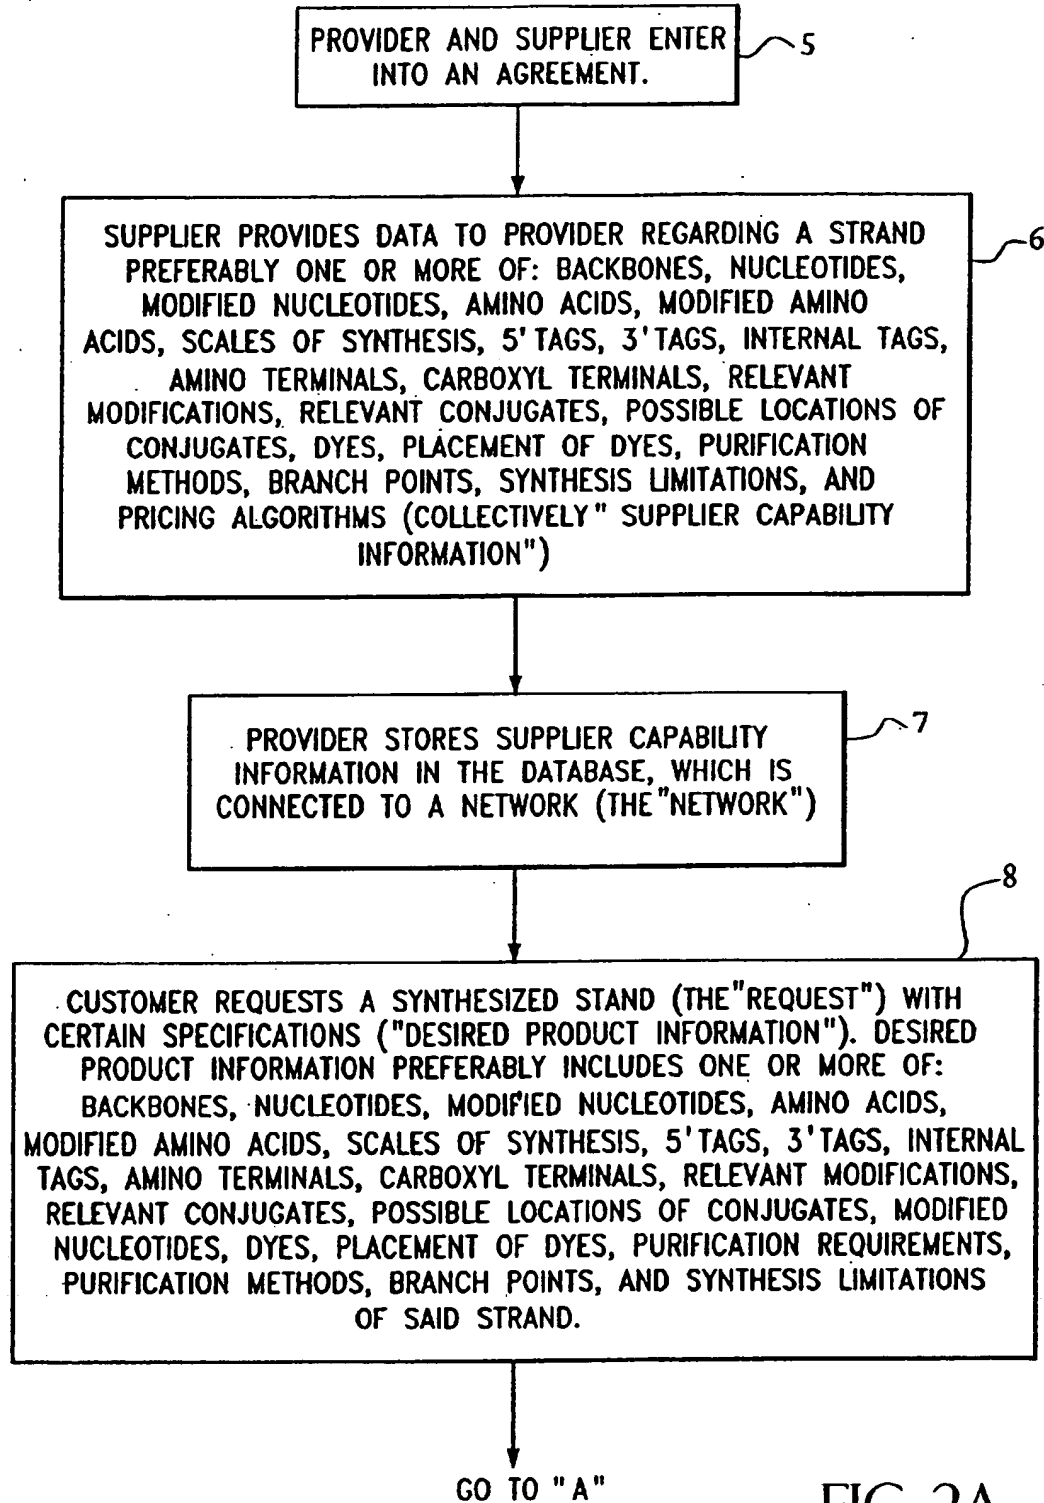 PROVIDER AND SUPPLIER ENTER
INTO AN AGREEMENT.
5
SUPPLIER PROVIDES DATA TO PROVIDER REGARDING A STRAND
PREFERABLY ONE OR MORE OF: BACKBONES, NUCLEOTIDES,
MODIFIED NUCLEOTIDES, AMINO ACIDS, MODIFIED AMINO
ACIDS, SCALES OF SYNTHESIS, 5' TAGS, 3' TAGS, INTERNAL TAGS,
AMINO TERMINALS, CARBOXYL TERMINALS, RELEVANT
MODIFICATIONS, RELEVANT CONJUGATES, POSSIBLE LOCATIONS OF
CONJUGATES, DYES, PLACEMENT OF DYES, PURIFICATION
METHODS, BRANCH POINTS, SYNTHESIS LIMITATIONS, AND
PRICING ALGORITHMS (COLLECTIVELY" SUPPLIER CAPABILITY
INFORMATION")
6
PROVIDER STORES SUPPLIER CAPABILITY
INFORMATION IN THE DATABASE, WHICH IS
CONNECTED TO A NETWORK (THE"NETWORK")
7
8
CUSTOMER REQUESTS A SYNTHESIZED STAND (THE"REQUEST") WITH
CERTAIN SPECIFICATIONS ("DESIRED PRODUCT INFORMATION"). DESIRED
PRODUCT INFORMATION PREFERABLY INCLUDES ONE OR MORE OF:
BACKBONES, NUCLEOTIDES, MODIFIED NUCLEOTIDES, AMINO ACIDS,
MODIFIED AMINO ACIDS, SCALES OF SYNTHESIS, 5' TAGS, 3' TAGS, INTERNAL
TAGS, AMINO TERMINALS, CARBOXYL TERMINALS, RELEVANT MODIFICATIONS,
RELEVANT CONJUGATES, POSSIBLE LOCATIONS OF CONJUGATES, MODIFIED
NUCLEOTIDES, DYES, PLACEMENT OF DYES, PURIFICATION REQUIREMENTS,
PURIFICATION METHODS, BRANCH POINTS, AND SYNTHESIS LIMITATIONS
OF SAID STRAND.
GO TO "A"
FIG. 2A